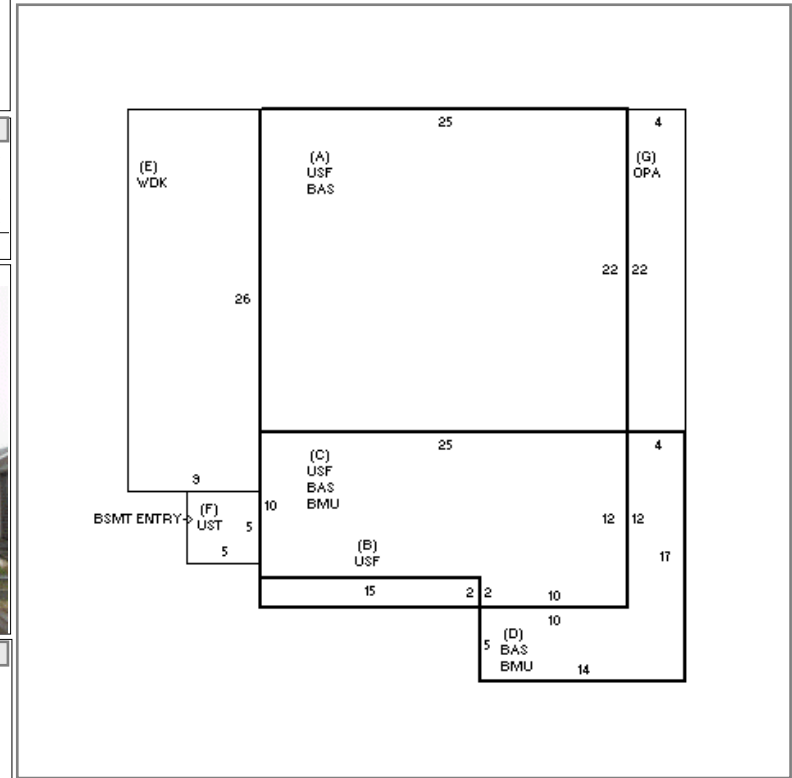 25
4
(A)
USF
BAS
(G)
OPA
(E)
WDK
22
22
26
25
4
(C)
USF
BAS
BMU
9
10
(F)
UST
BSMT ENTRY
5
5
12
12
17
(B)
USF
15
2
2
10
10
(D)
BAS
BMU
5
14